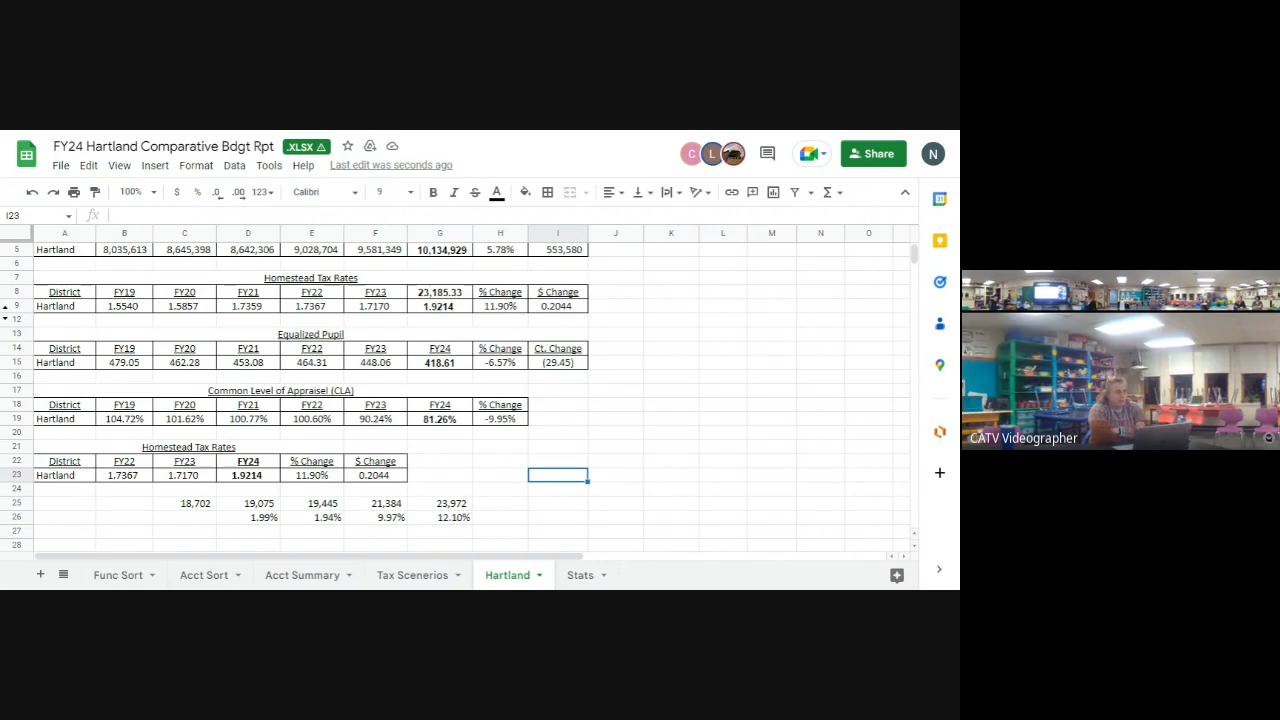 FY24 Hartland Comparative Bdgt Rpt .XLSX
File Edit View Insert Format Data Tools Help Last edit was seconds ago
C L Share N
100% $ % .0 .00 123 Calibri 9 B I S A
I23 fx
A B C D E F G H I J K L M N O
5 Hartland 8,035,613 8,645,398 8,642,306 9,028,704 9,581,349 10,134,929 5.78% 553,580
6
7 Homestead Tax Rates
8 District FY19 FY20 FY21 FY22 FY23 23,185.33 % Change $ Change
9 Hartland 1.5540 1.5857 1.7359 1.7367 1.7170 1.9214 11.90% 0.2044
12
13 Equalized Pupil
14 District FY19 FY20 FY21 FY22 FY23 FY24 % Change Ct. Change
15 Hartland 479.05 462.28 453.08 464.31 448.06 418.61 -6.57% (29.45)
16
17 Common Level of Appraisel (CLA)
18 District FY19 FY20 FY21 FY22 FY23 FY24 % Change
19 Hartland 104.72% 101.62% 100.77% 100.60% 90.24% 81.26% -9.95%
20
21 Homestead Tax Rates
22 District FY22 FY23 FY24 % Change $ Change
23 Hartland 1.7367 1.7170 1.9214 11.90% 0.2044
24
25 18,702 19,075 19,445 21,384 23,972
26 1.99% 1.94% 9.97% 12.10%
27
28
Func Sort Acct Sort Acct Summary Tax Scenerios Hartland Stats
CATV Videographer